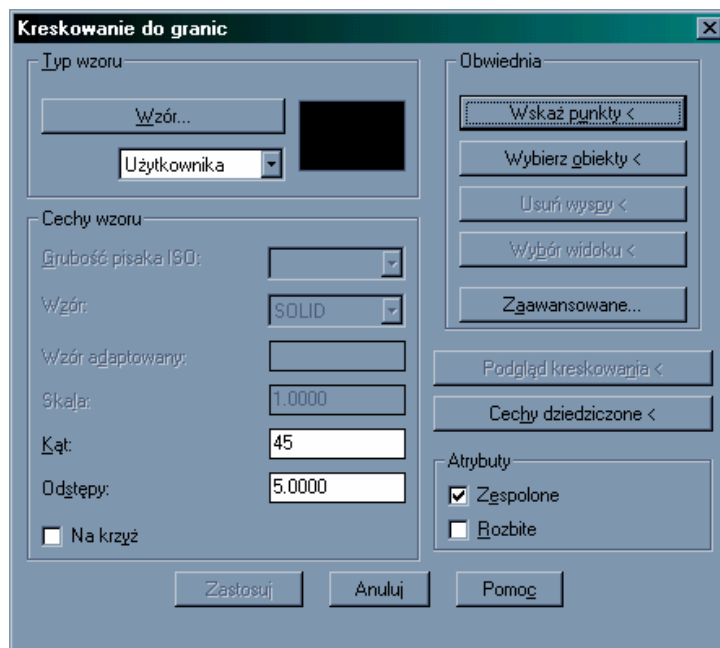 Kreskowanie do granic
Typ wzoru
Wzór...
Użytkownika
Cechy wzoru
Grubość pisaka ISO:
Wzór:
SOLID
Wzór adaptowany:
Skala:
1.0000
Kąt:
45
Odstępy:
5.0000
Na krzyż
Obwiednia
Wskaż punkty <
Wybierz obiekty <
Usuń wyspy <
Wybór widoku <
Zaawansowane...
Podgląd kreskowania <
Cechy dziedziczone <
Atrybuty
Zespolone
Rozbite
Zastosuj
Anuluj
Pomoc